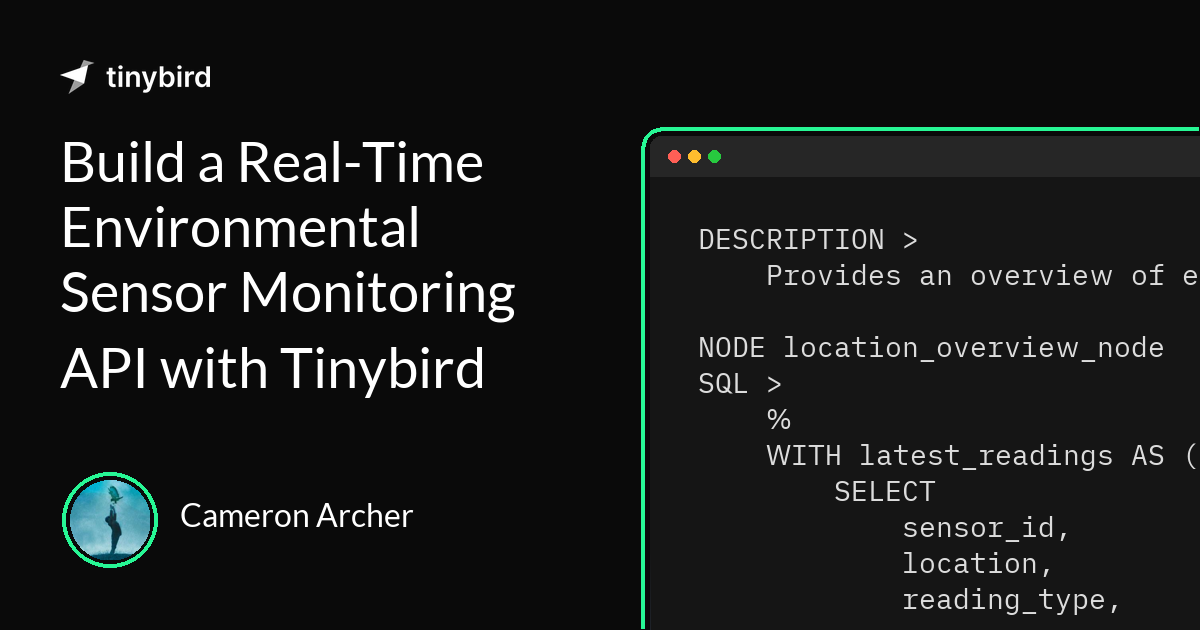 tinybird
Build a Real-Time
Environmental
Sensor Monitoring
API with Tinybird
Cameron Archer
DESCRIPTION >
Provides an overview of e
NODE location_overview_node
SQL >
%
WITH latest_readings AS (
SELECT
sensor_id,
location,
reading_type,